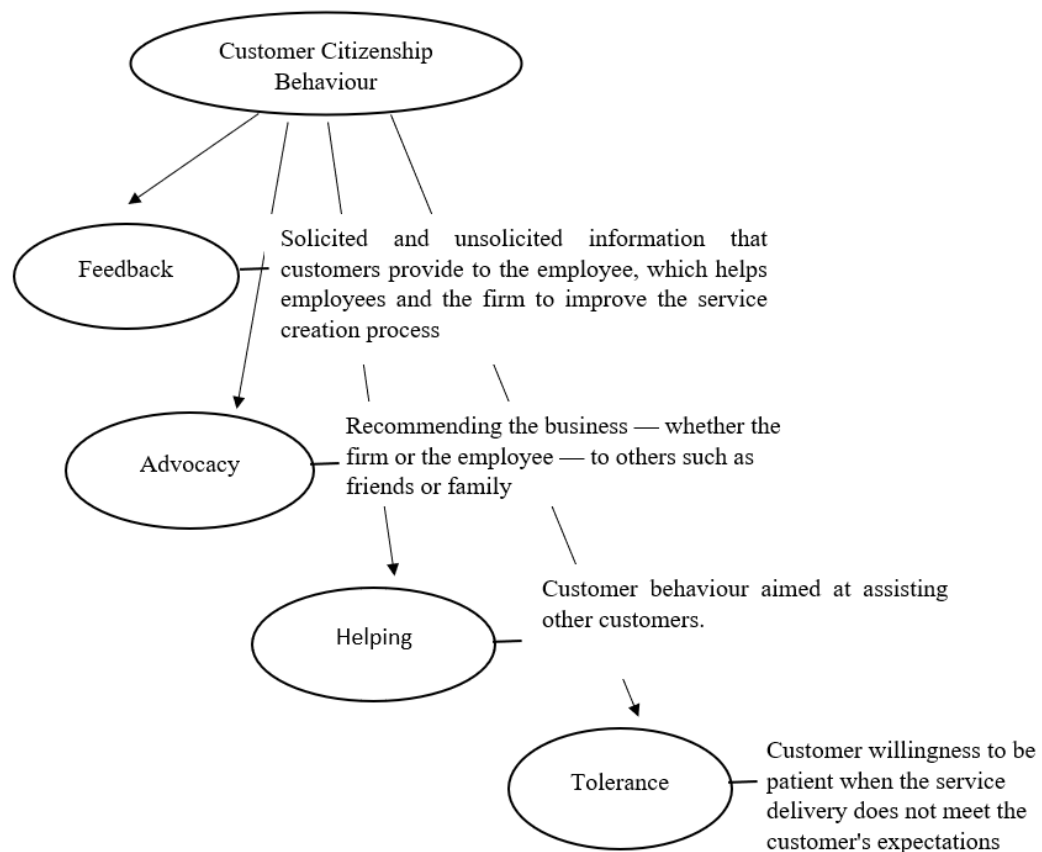 Customer Citizenship
Behaviour
Feedback
Solicited and unsolicited information that
customers provide to the employee, which helps
employees and the firm to improve the service
creation process
Advocacy
Recommending the business — whether the
firm or the employee — to others such as
friends or family
Helping
Customer behaviour aimed at assisting
other customers.
Tolerance
Customer willingness to be
patient when the service
delivery does not meet the
customer's expectations